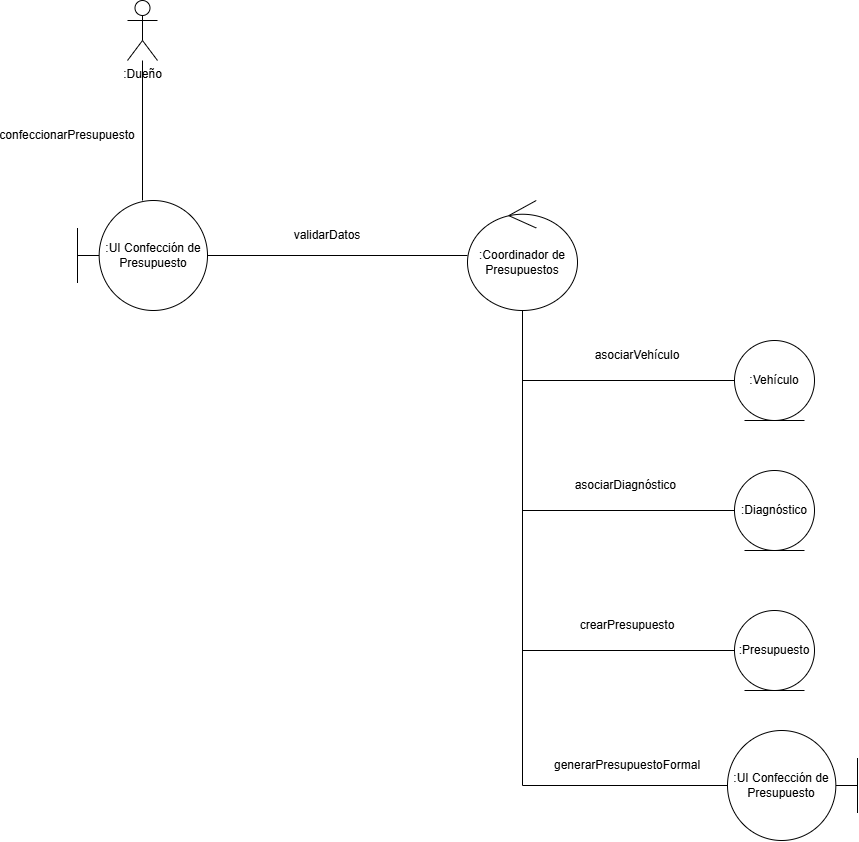 :Dueño
confeccionarPresupuesto
:UI Confección de
Presupuesto
validarDatos
:Coordinador de
Presupuestos
asociarVehículo
:Vehículo
asociarDiagnóstico
:Diagnóstico
crearPresupuesto
:Presupuesto
generarPresupuestoFormal
:UI Confección de
Presupuesto